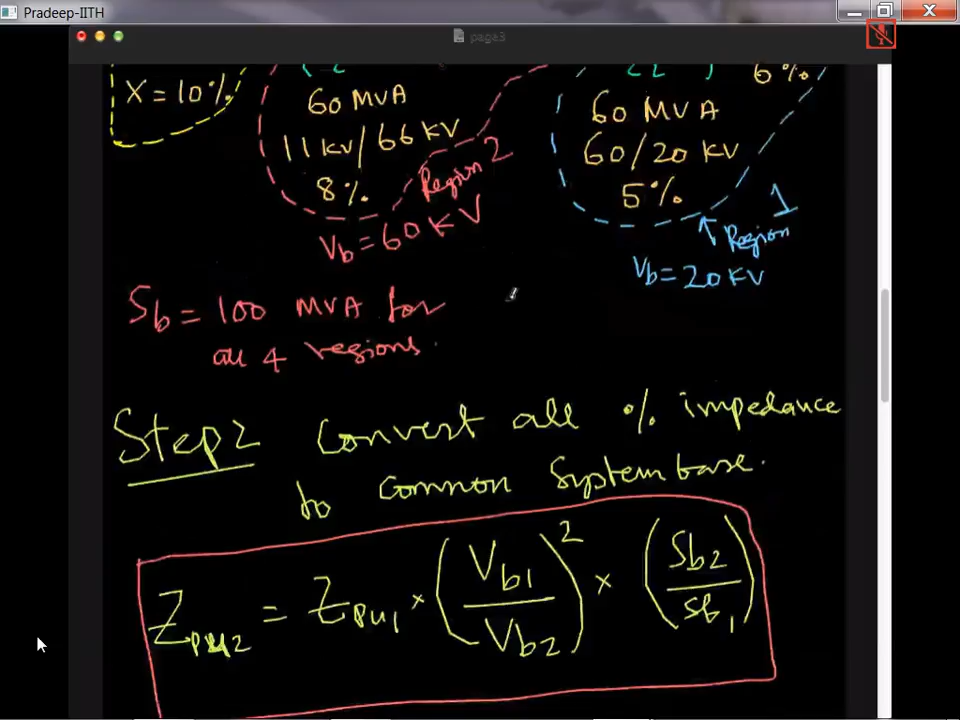 Pradeep-IITH
page3
6%
X = 10%
60 MVA
11 KV/66 KV
8%
Region 2
Vb = 60 KV
60 MVA
60/20 KV
5%
1
Region
Vb = 20 KV
Sb = 100 MVA for
all 4 regions.
Step2 Convert all % impedance
to common System base.
Zpu2 = Zpu1 × (Vb1/Vb2)² × (Sb2/Sb1)